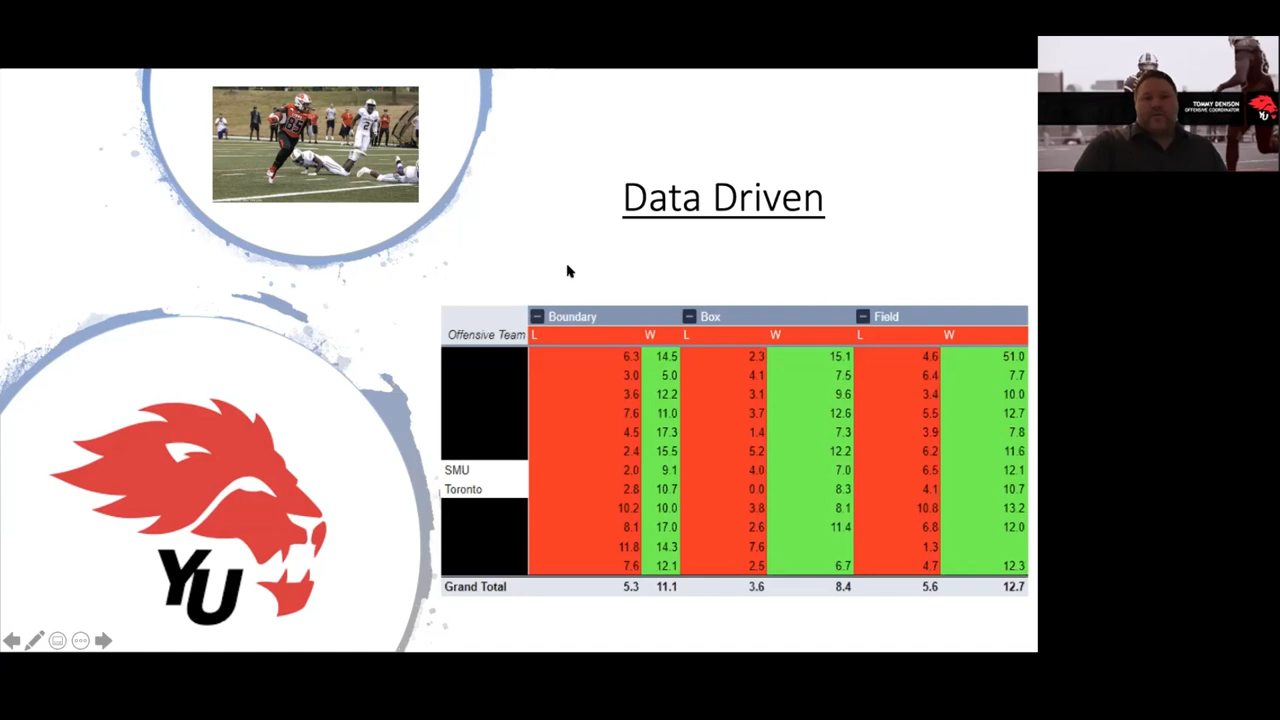 85
2
TOMMY DENISON
OFFENSIVE COORDINATOR
YU
Data Driven
Boundary Box Field
Offensive Team L W L W L W
6.3 14.5 2.3 15.1 4.6 51.0
3.0 5.0 4.1 7.5 6.4 7.7
3.6 12.2 3.1 9.6 3.4 10.0
7.6 11.0 3.7 12.6 5.5 12.7
4.5 17.3 1.4 7.3 3.9 7.8
2.4 15.5 5.2 12.2 6.2 11.6
SMU 2.0 9.1 4.0 7.0 6.5 12.1
Toronto 2.8 10.7 0.0 8.3 4.1 10.7
10.2 10.0 3.8 8.1 10.8 13.2
8.1 17.0 2.6 11.4 6.8 12.0
11.8 14.3 7.6 1.3
7.6 12.1 2.5 6.7 4.7 12.3
Grand Total 5.3 11.1 3.6 8.4 5.6 12.7
YU